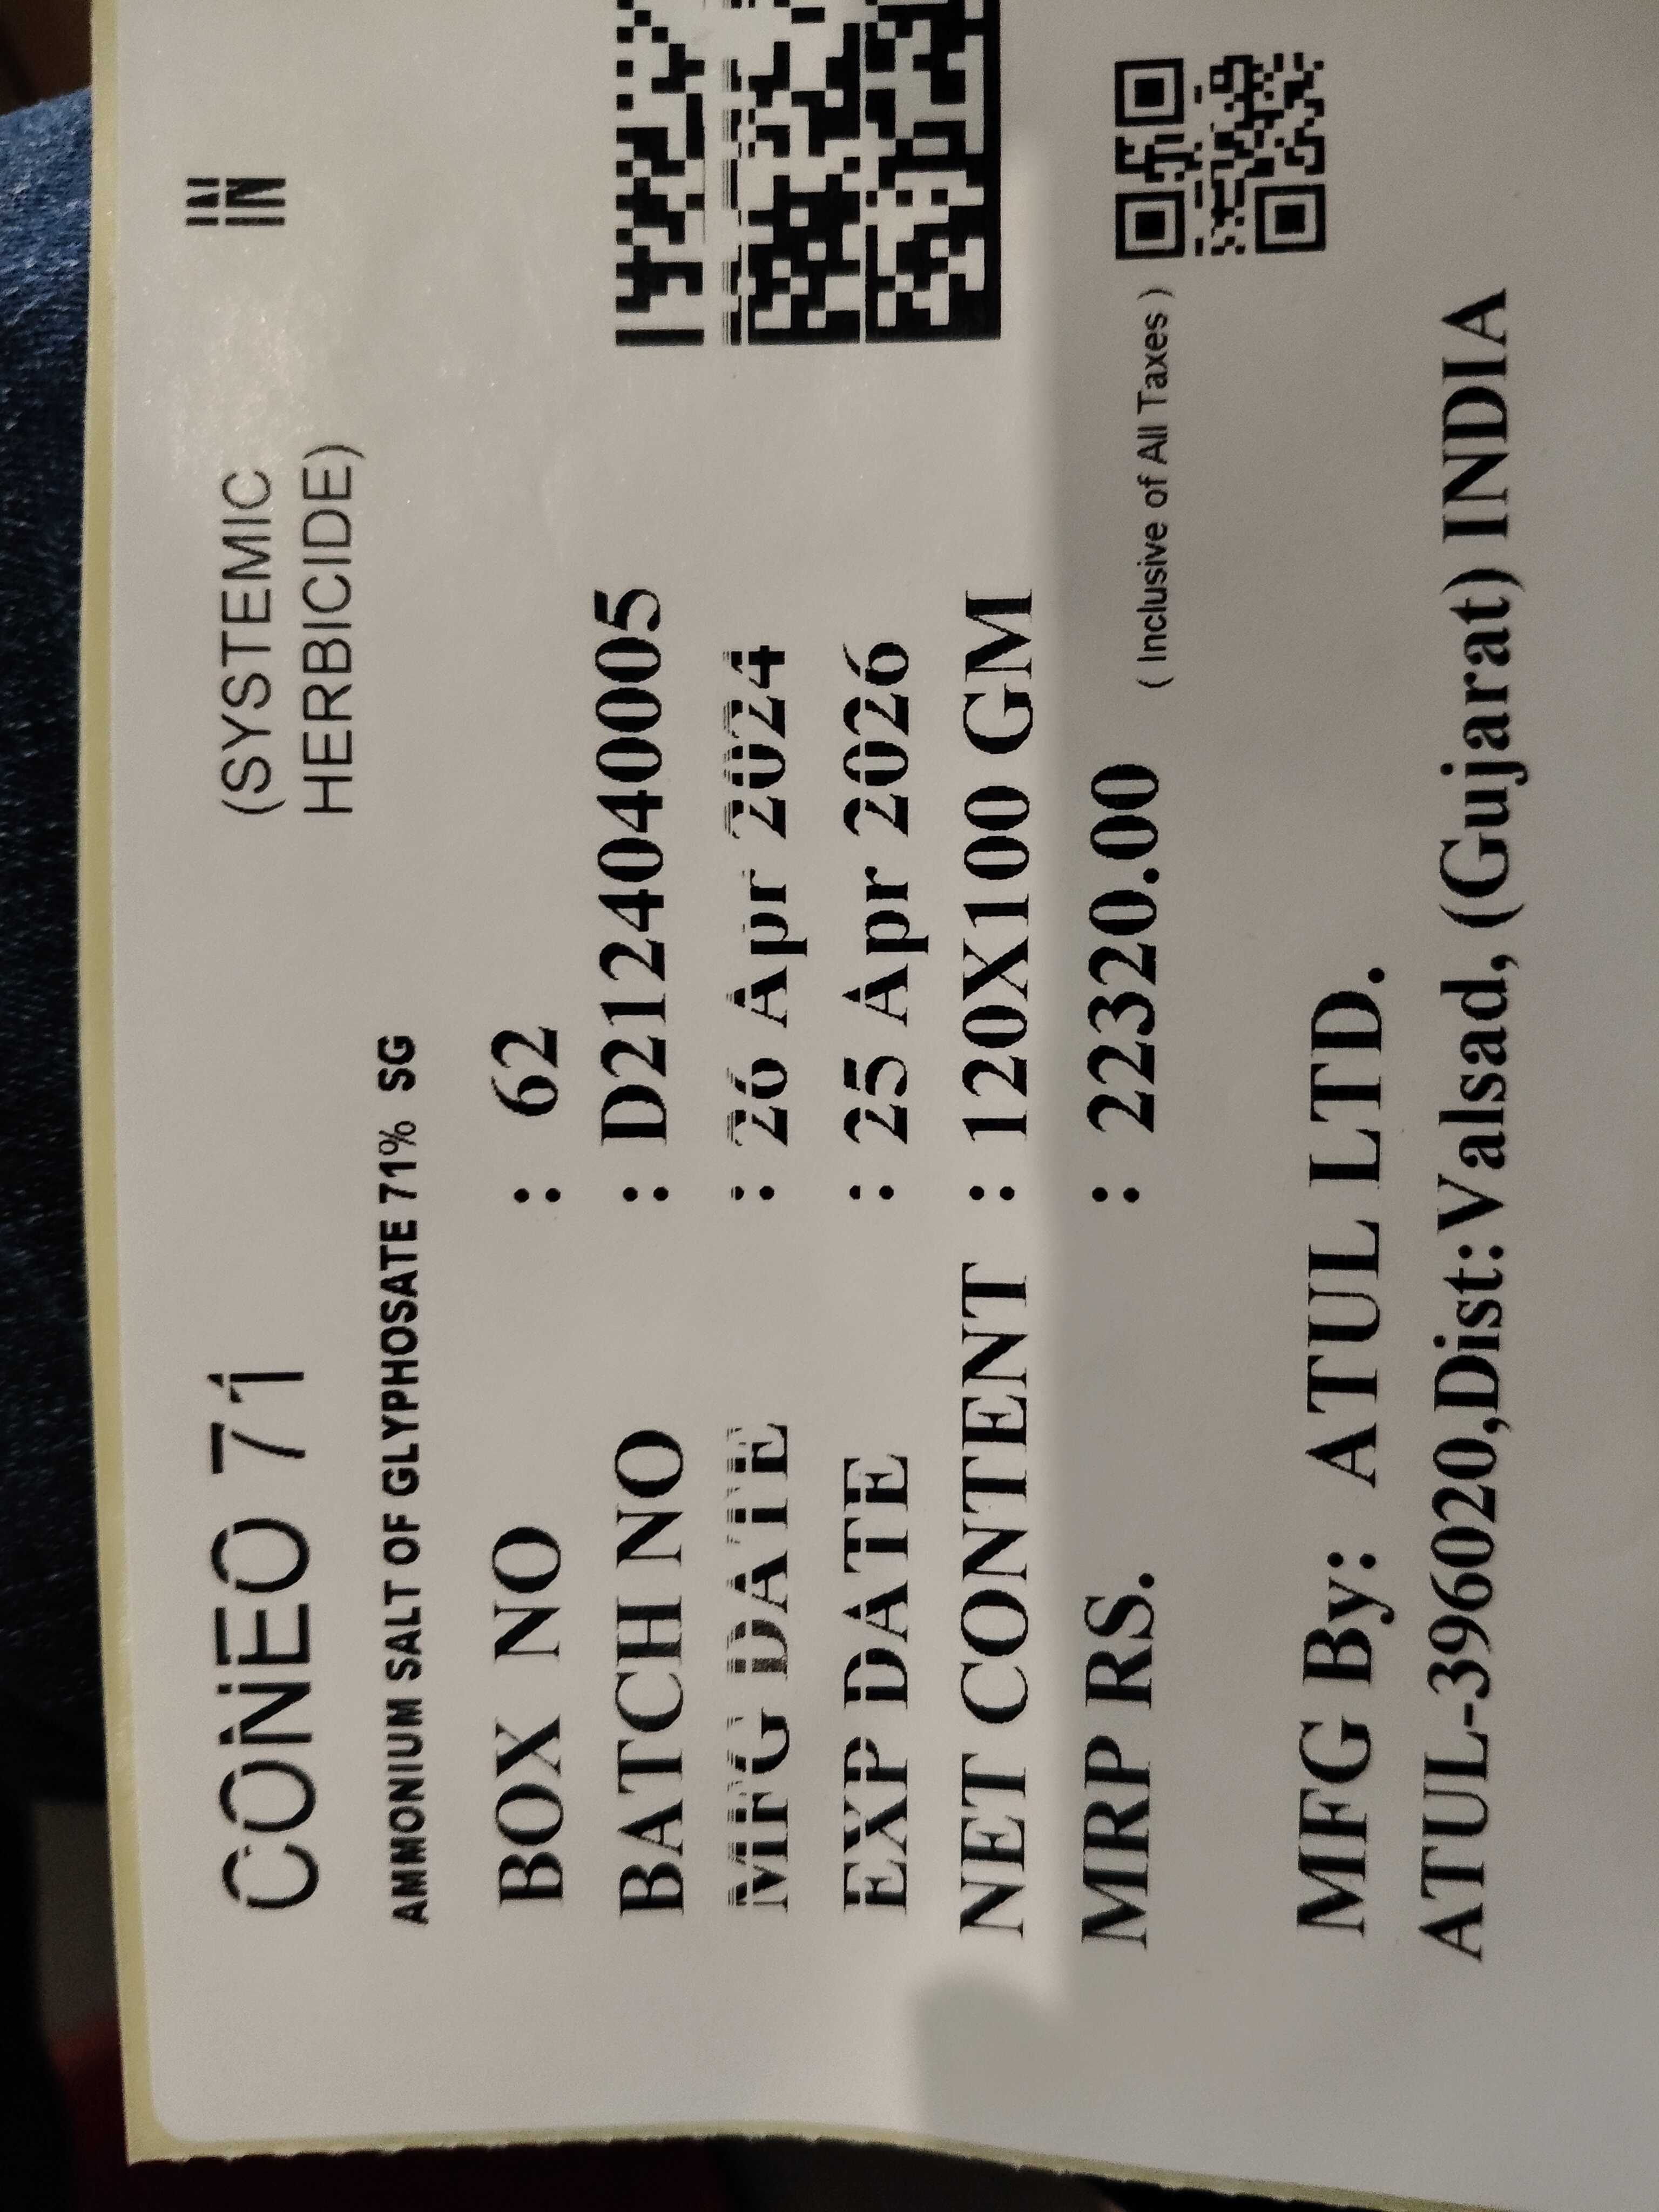 CONEO 71
(SYSTEMIC
HERBICIDE)
AMMONIUM SALT OF GLYPHOSATE 71% SG
BOX NO : 62
BATCH NO : D212404005
MFG DATE : 26 Apr 2024
EXP DATE : 25 Apr 2026
NET CONTENT : 120X100 GM
MRP RS. : 22320.00 ( Inclusive of All Taxes )
MFG By: ATUL LTD.
ATUL-396020,Dist:Valsad, (Gujarat) INDIA